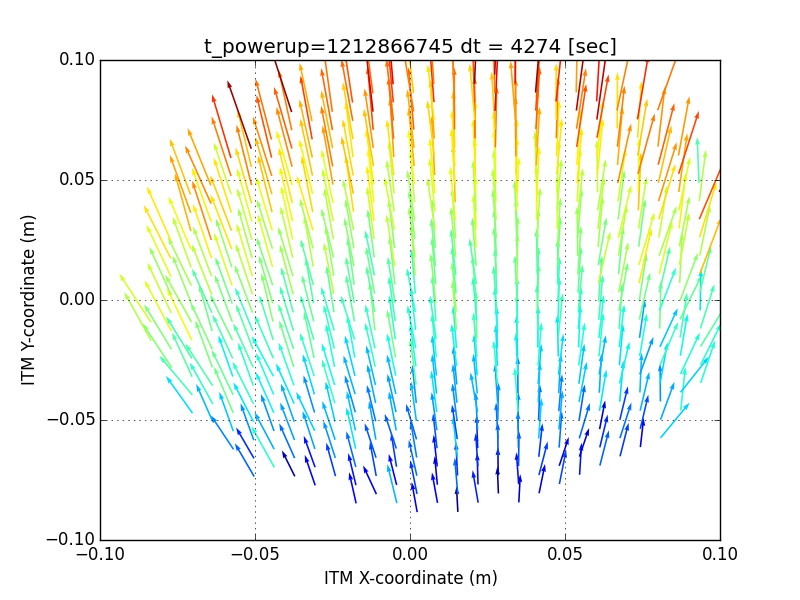 t_powerup=1212866745 dt = 4274 [sec]
0.10
0.05
0.00
−0.05
−0.10
ITM Y-coordinate (m)
−0.10 −0.05 0.00 0.05 0.10
ITM X-coordinate (m)